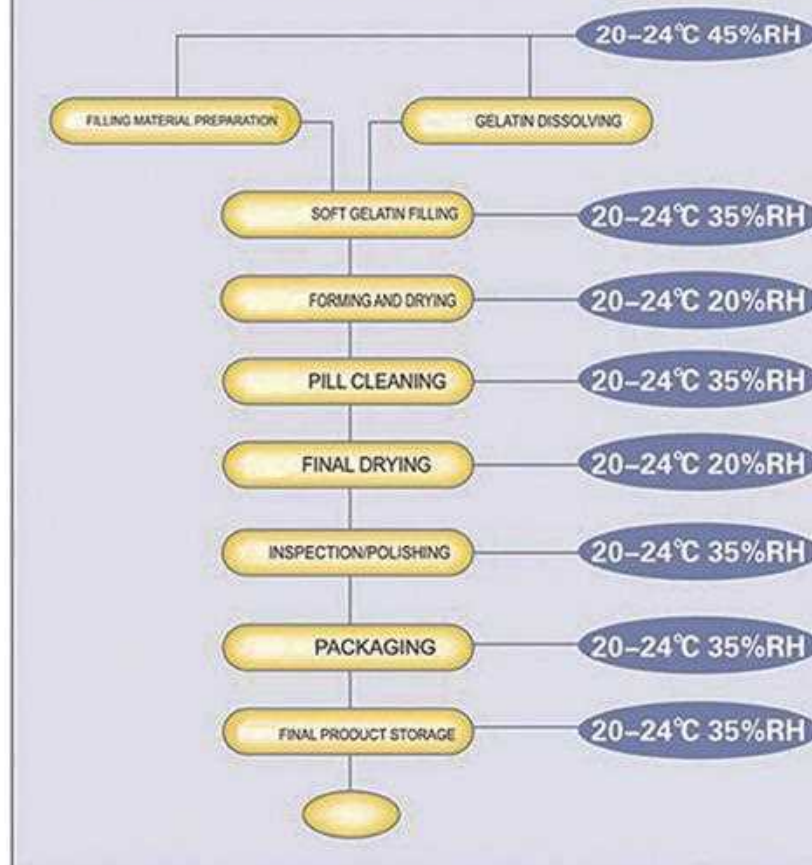 20–24℃ 45%RH
FILLING MATERIAL PREPARATION
GELATIN DISSOLVING
SOFT GELATIN FILLING
20–24℃ 35%RH
FORMING AND DRYING
20–24℃ 20%RH
PILL CLEANING
20–24℃ 35%RH
FINAL DRYING
20–24℃ 20%RH
INSPECTION/POLISHING
20–24℃ 35%RH
PACKAGING
20–24℃ 35%RH
FINAL PRODUCT STORAGE
20–24℃ 35%RH